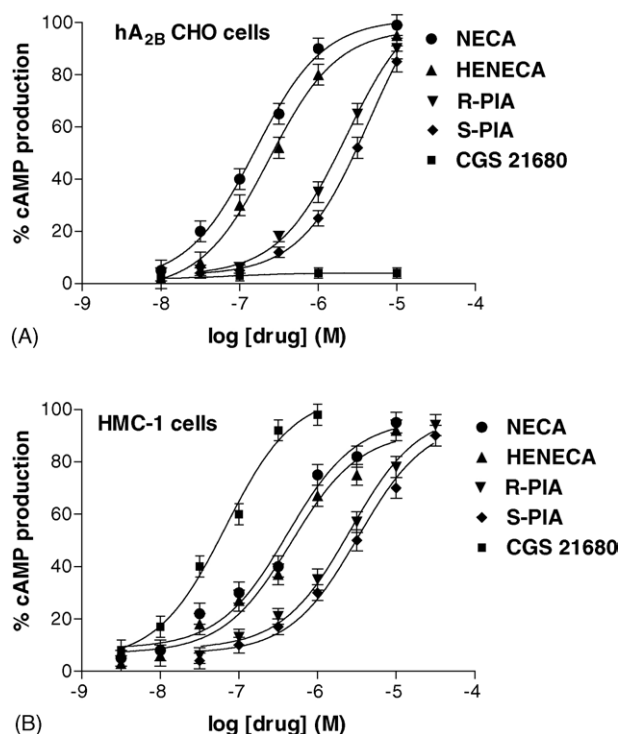 hA2B CHO cells
NECA
HENECA
R-PIA
S-PIA
CGS 21680
% cAMP production
100
80
60
40
20
0
-9 -8 -7 -6 -5 -4
log [drug] (M)
(A)
HMC-1 cells
NECA
HENECA
R-PIA
S-PIA
CGS 21680
% cAMP production
100
80
60
40
20
0
-9 -8 -7 -6 -5 -4
log [drug] (M)
(B)